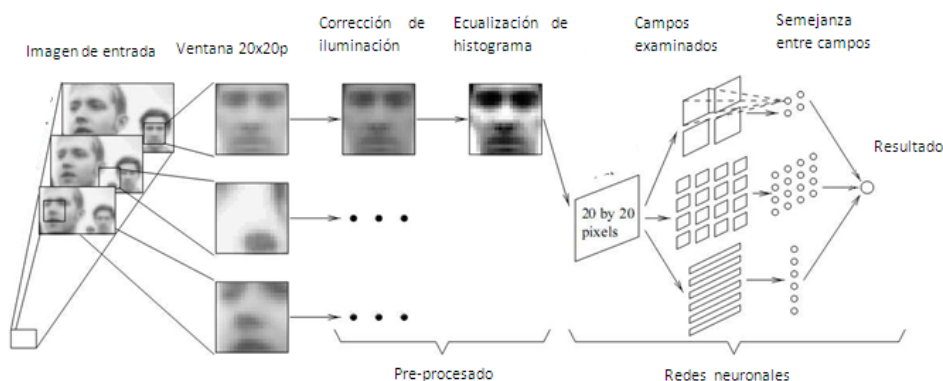 Imagen de entrada
Ventana 20x20p
Corrección de
iluminación
Ecualización de
histograma
Campos
examinados
Semejanza
entre campos
Resultado
20 by 20
pixels
Pre-procesado
Redes neuronales